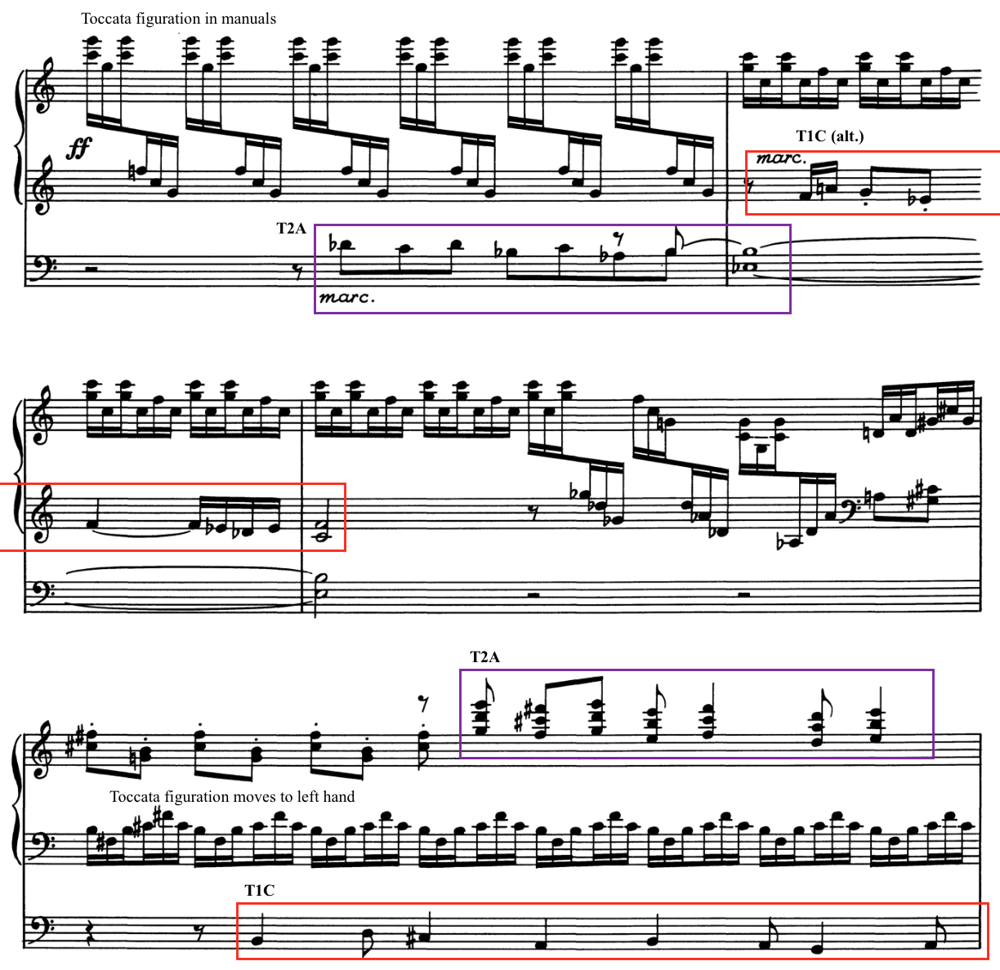 Toccata figuration in manuals
ff
T1C (alt.)
marc.
T2A
marc.
T2A
Toccata figuration moves to left hand
T1C